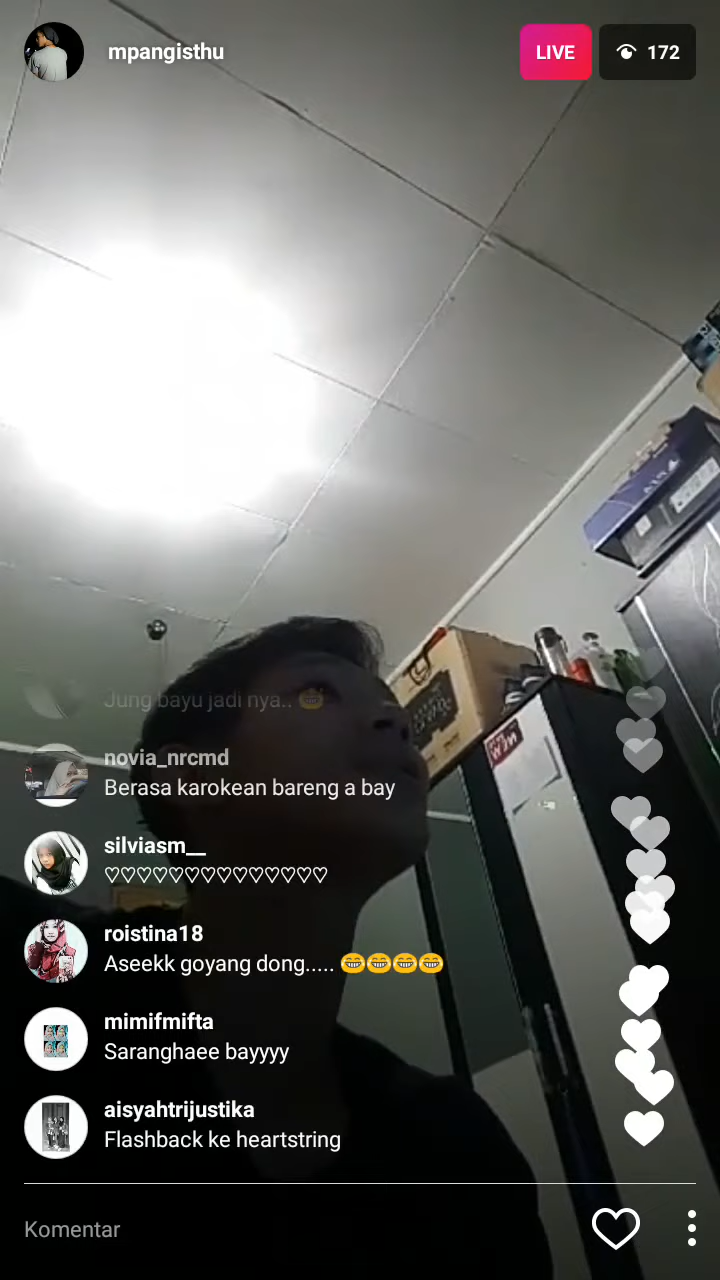 mpangisthu
LIVE
172
Jung bayu jadi nya.. 😁
novia_nrcmd
Berasa karokean bareng a bay
silviasm__
♡♡♡♡♡♡♡♡♡♡♡♡♡♡
roistina18
Aseekk goyang dong..... 😁😁😁😁
mimifmifta
Saranghaee bayyyy
aisyahtrijustika
Flashback ke heartstring
Komentar